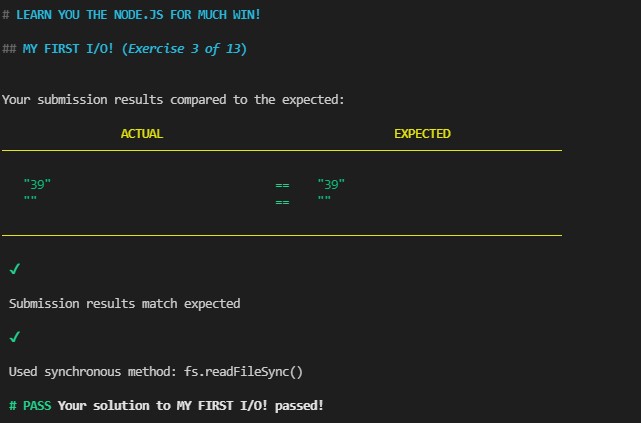 # LEARN YOU THE NODE.JS FOR MUCH WIN!
## MY FIRST I/O! (Exercise 3 of 13)
Your submission results compared to the expected:
ACTUAL EXPECTED
"39" == "39"
"" == ""
✓
Submission results match expected
✓
Used synchronous method: fs.readFileSync()
# PASS Your solution to MY FIRST I/O! passed!